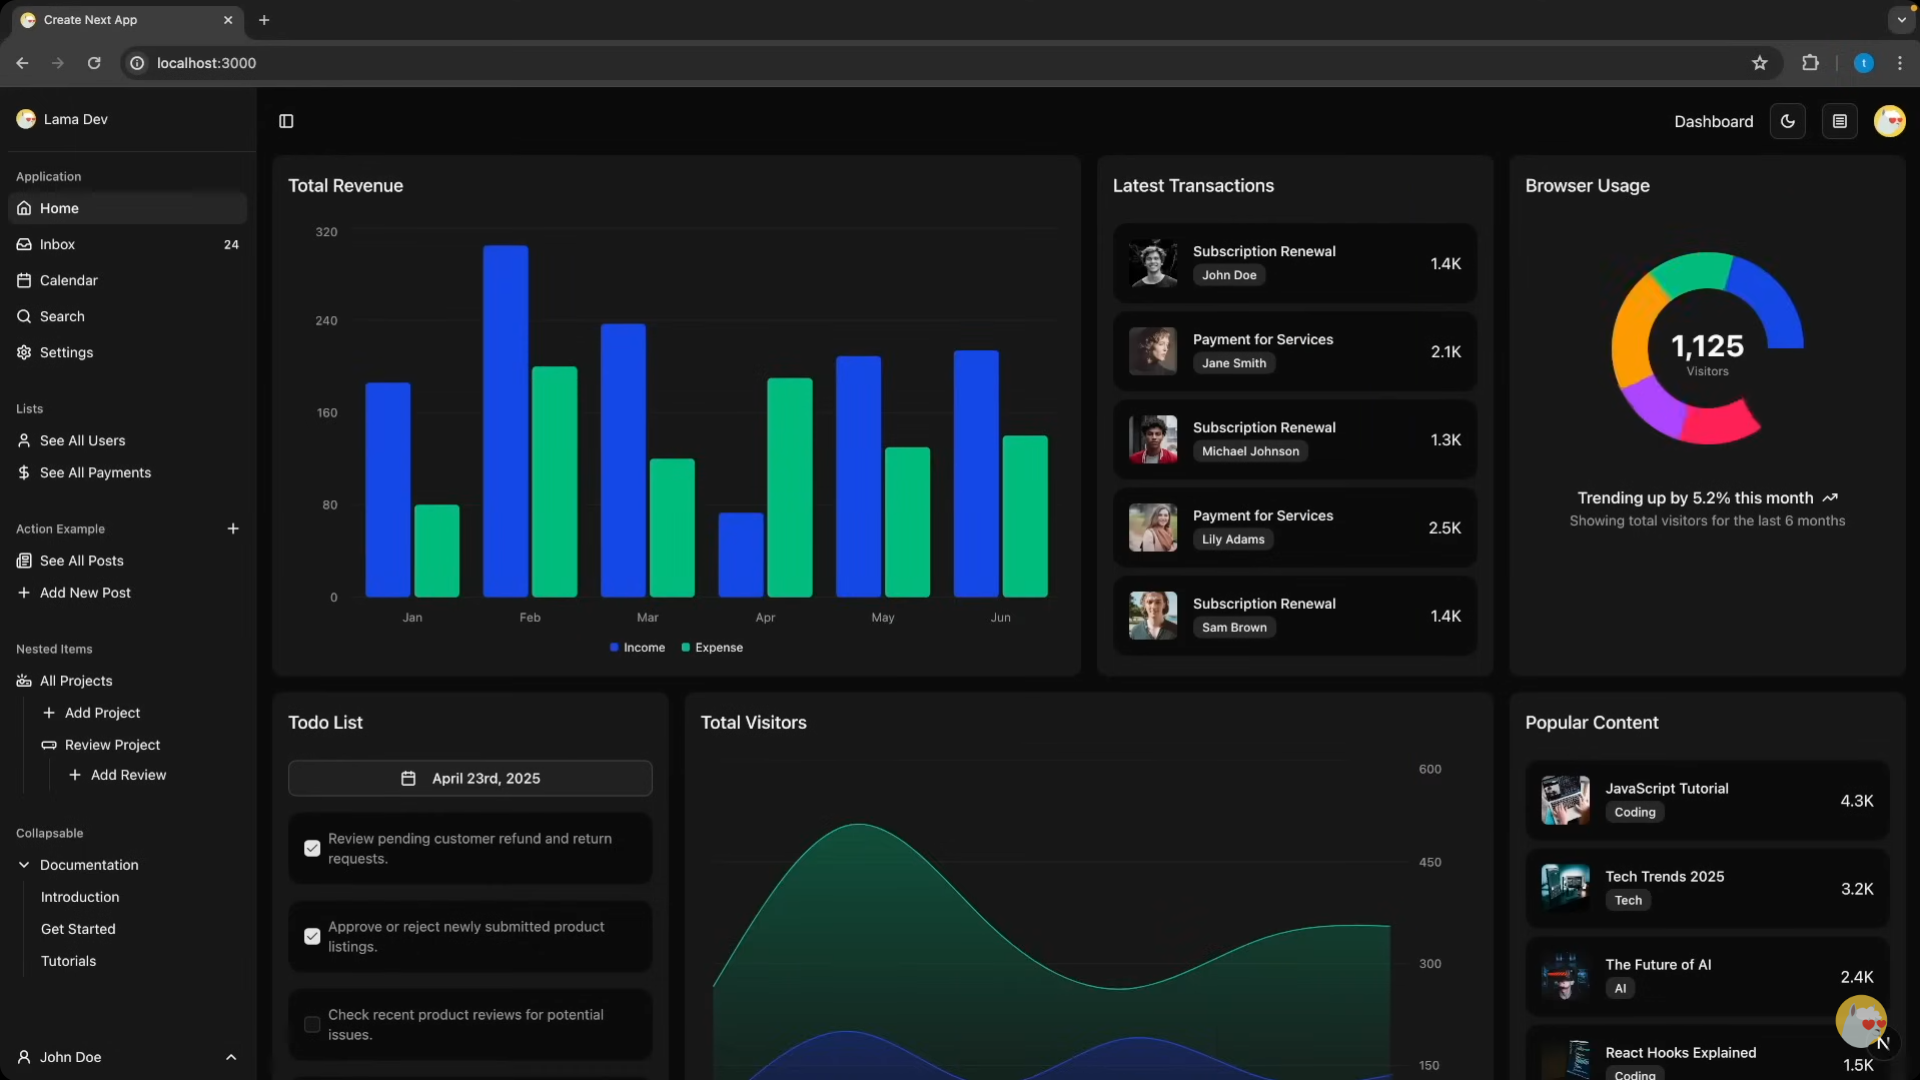 Create Next App
localhost:3000
t
Lama Dev
Application
Home
Inbox 24
Calendar
Search
Settings
Lists
See All Users
See All Payments
Action Example
See All Posts
Add New Post
Nested Items
All Projects
Add Project
Review Project
Add Review
Collapsable
Documentation
Introduction
Get Started
Tutorials
John Doe
Dashboard
Total Revenue
320
240
160
80
0
Jan Feb Mar Apr May Jun
Income Expense
Latest Transactions
Subscription Renewal
John Doe
1.4K
Payment for Services
Jane Smith
2.1K
Subscription Renewal
Michael Johnson
1.3K
Payment for Services
Lily Adams
2.5K
Subscription Renewal
Sam Brown
1.4K
Browser Usage
1,125
Visitors
Trending up by 5.2% this month
Showing total visitors for the last 6 months
Todo List
April 23rd, 2025
Review pending customer refund and return
requests.
Approve or reject newly submitted product
listings.
Check recent product reviews for potential
issues.
Total Visitors
600
450
300
150
Popular Content
JavaScript Tutorial
Coding
4.3K
Tech Trends 2025
Tech
3.2K
The Future of AI
AI
2.4K
React Hooks Explained
Coding
1.5K
N